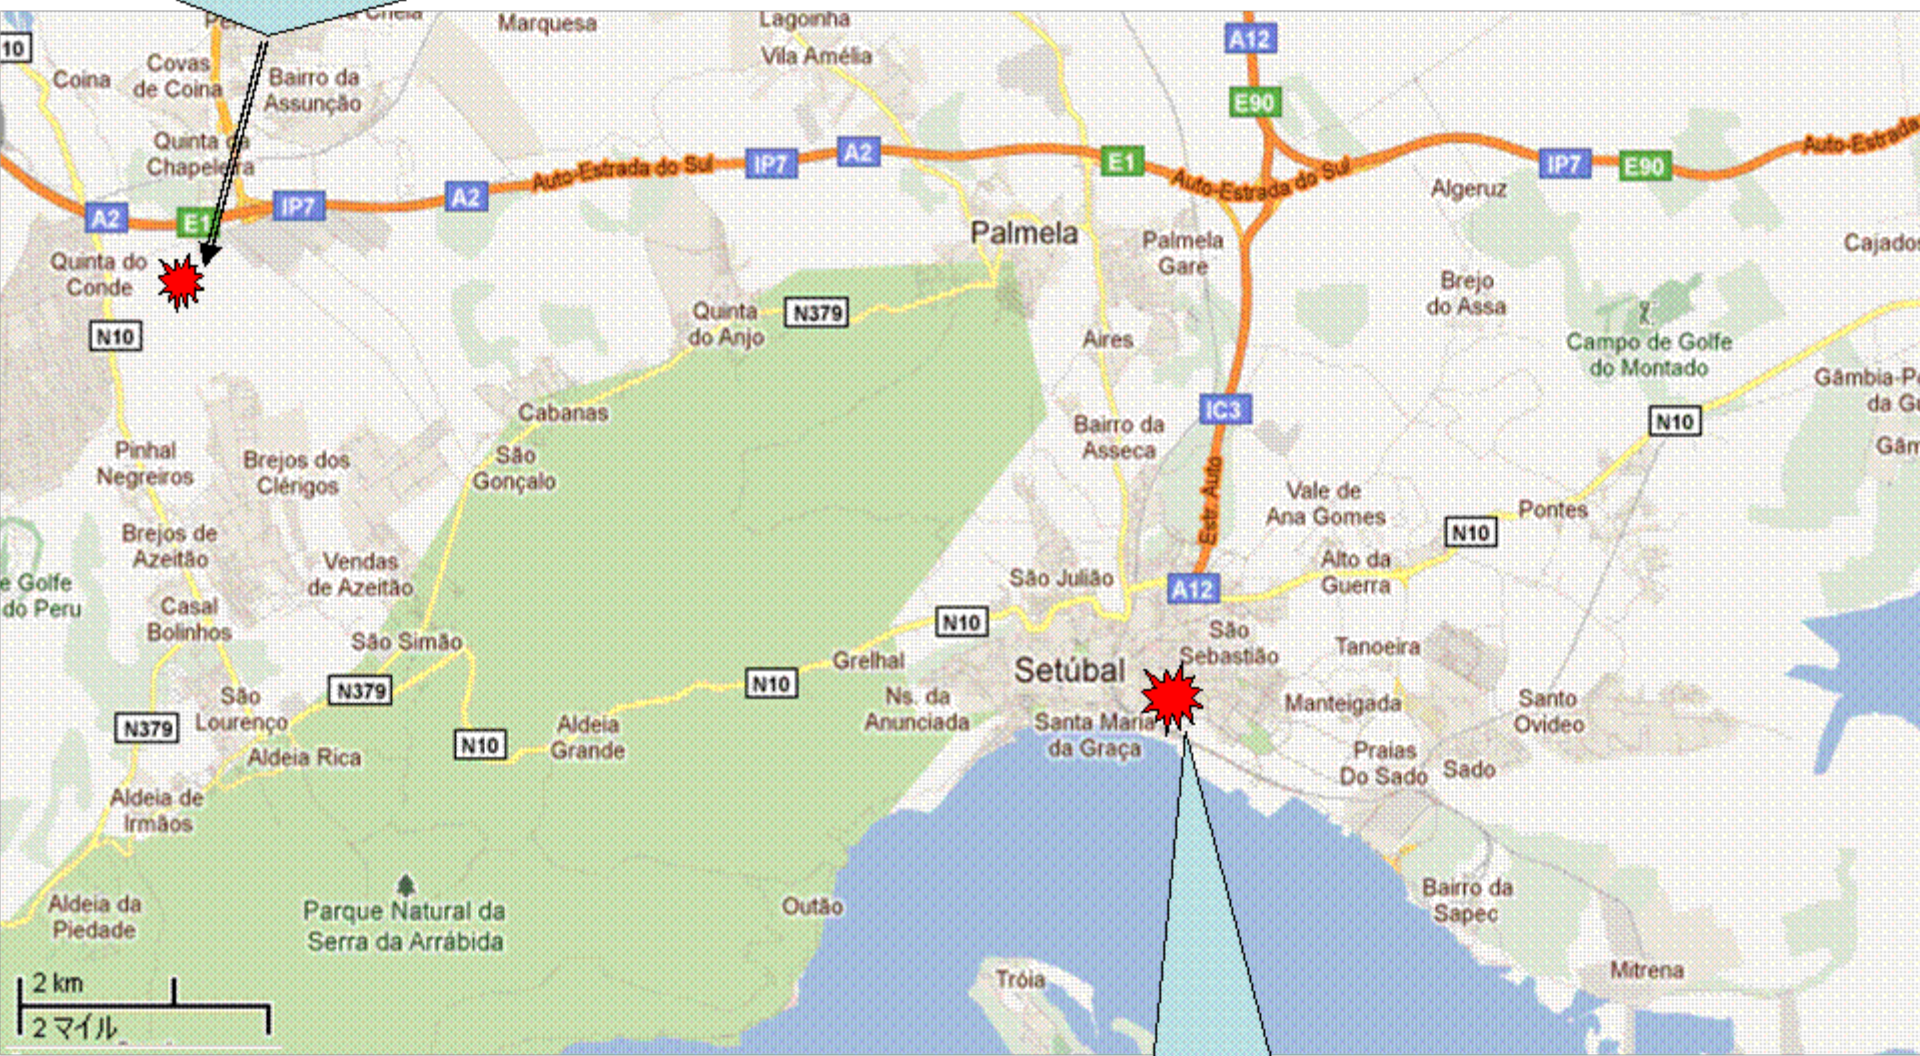 Marquesa
Lagoinha
Vila Amélia
A12
10
Coina
Covas
de Coina
Bairro da
Assunção
E90
Quinta da
Chapeleira
Auto-Estrada do Sul
IP7
A2
E1
Auto-Estrada do Sul
IP7
E90
Auto-Estrada
A2
E1
IP7
A2
Algeruz
Palmela
Palmela
Gare
Cajados
Quinta do
Conde
N10
Quinta
do Anjo
N379
Aires
Brejo
do Assa
Campo de Golfe
do Montado
Cabanas
IC3
N10
Bairro da
Asseca
São
Gonçalo
Pinhal
Negreiros
Brejos dos
Clérigos
Estr. Auto
Vale de
Ana Gomes
Pontes
N10
Brejos de
Azeitão
Vendas
de Azeitão
e Golfe
do Peru
São Julião
A12
Alto da
Guerra
Casal
Bolinhos
São Simão
N10
São
Sebastião
Tanoeira
Grelhal
Setúbal
N10
N379
São
Lourenço
N379
Ns. da
Anunciada
Santa Maria
da Graça
Manteigada
Santo
Ovideo
Aldeia Rica
N10
Aldeia
Grande
Praias
Do Sado
Sado
Aldeia de
Irmãos
Aldeia da
Piedade
Parque Natural da
Serra da Arrábida
Outão
Bairro da
Sapec
Tróia
Mitrena
2 km
2 マイル